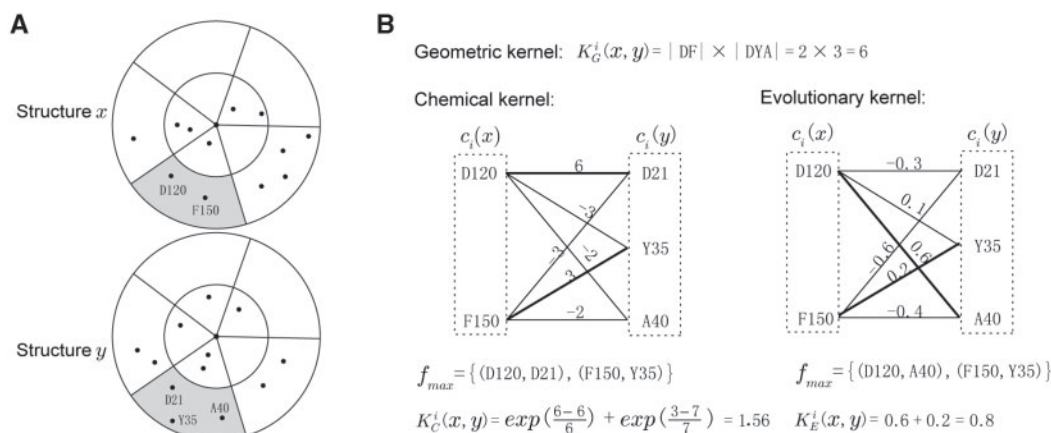 A
Structure x
D120
F150
Structure y
D21
Y35
A40
B
Geometric kernel: K_G^i(x, y) = | DF | × | DYA | = 2 × 3 = 6
Chemical kernel:
c_i(x)
c_i(y)
D120
6
D21
-3
-3
-2
Y35
3
F150
-2
A40
f_max = {(D120, D21), (F150, Y35)}
K_C^i(x, y) = exp(\frac{6-6}{6}) + exp(\frac{3-7}{7}) = 1.56
Evolutionary kernel:
c_i(x)
c_i(y)
D120
-0.3
D21
0.1
-0.6
0.6
Y35
0.2
F150
-0.4
A40
f_max = {(D120, A40), (F150, Y35)}
K_E^i(x, y) = 0.6 + 0.2 = 0.8